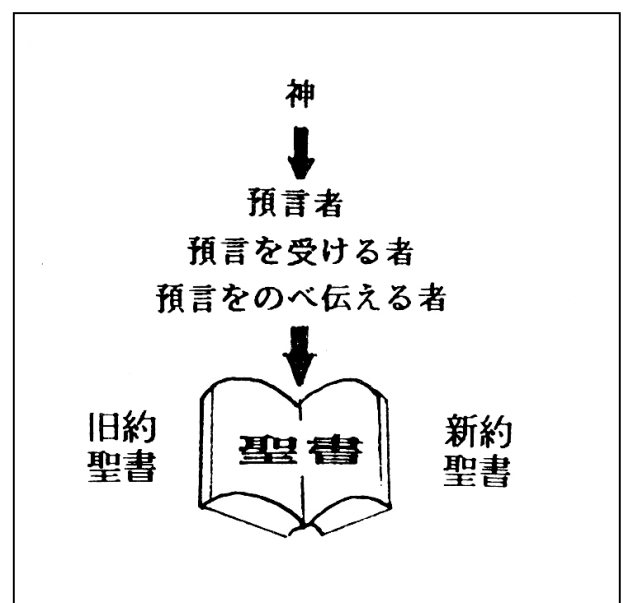 神
預言者
預言を受ける者
預言をのべ伝える者
旧約
聖書
聖書
新約
聖書